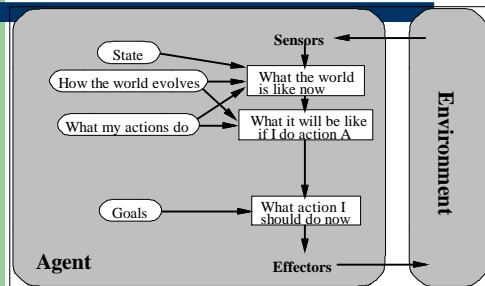 Sensors
State
How the world evolves
What the world
is like now
What my actions do
What it will be like
if I do action A
Goals
What action I
should do now
Agent
Effectors
Environment